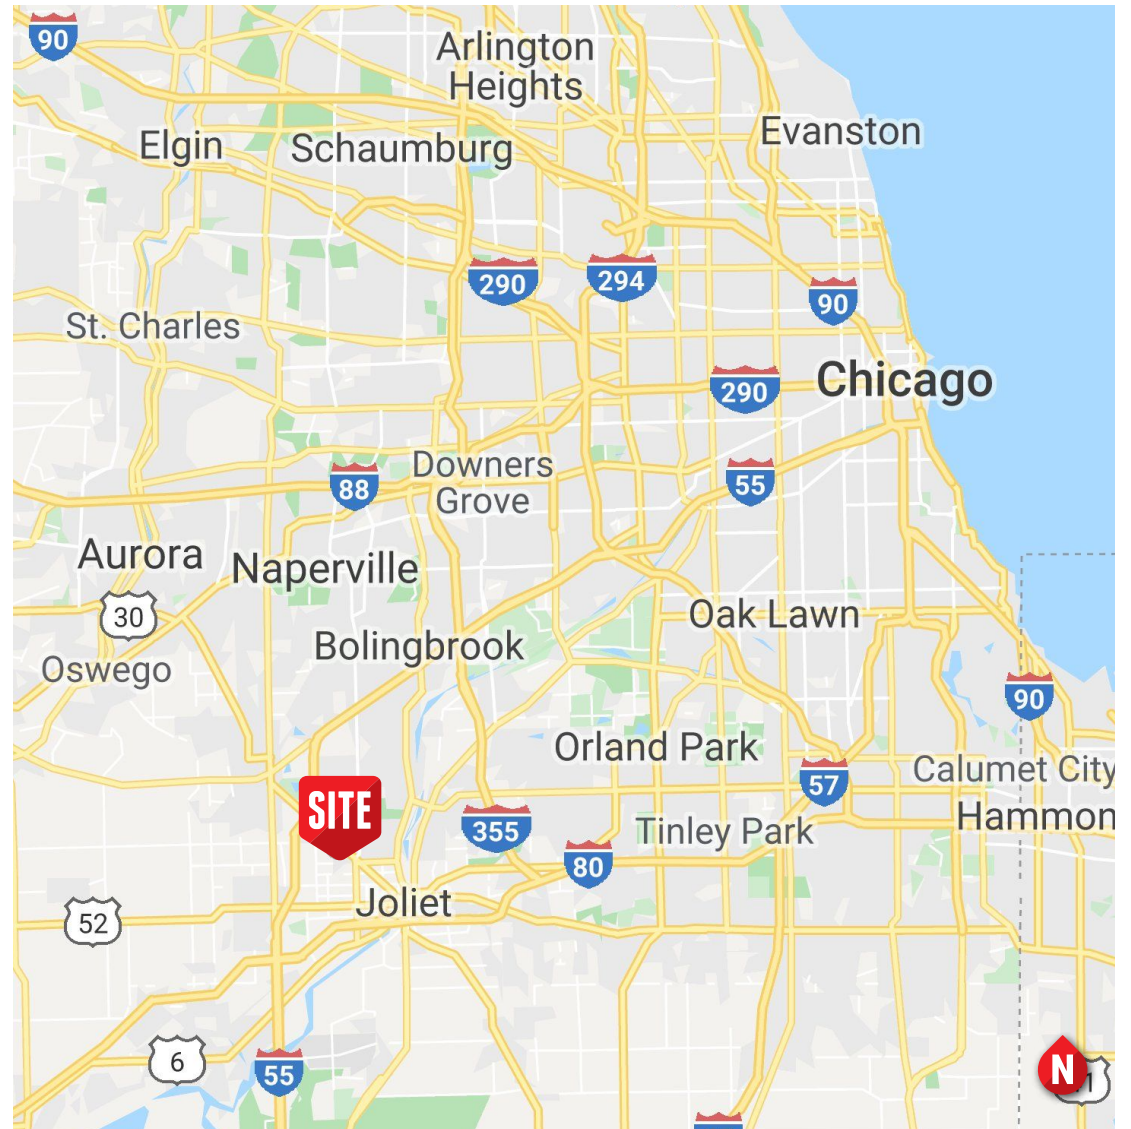 90
Arlington
Heights
Evanston
Elgin
Schaumburg
290
294
90
St. Charles
290
Chicago
Downers
Grove
88
55
Aurora
Naperville
30
Oak Lawn
Bolingbrook
Oswego
90
Orland Park
57
Calumet City
SITE
355
Tinley Park
Hammon
80
Joliet
52
6
55
N
1